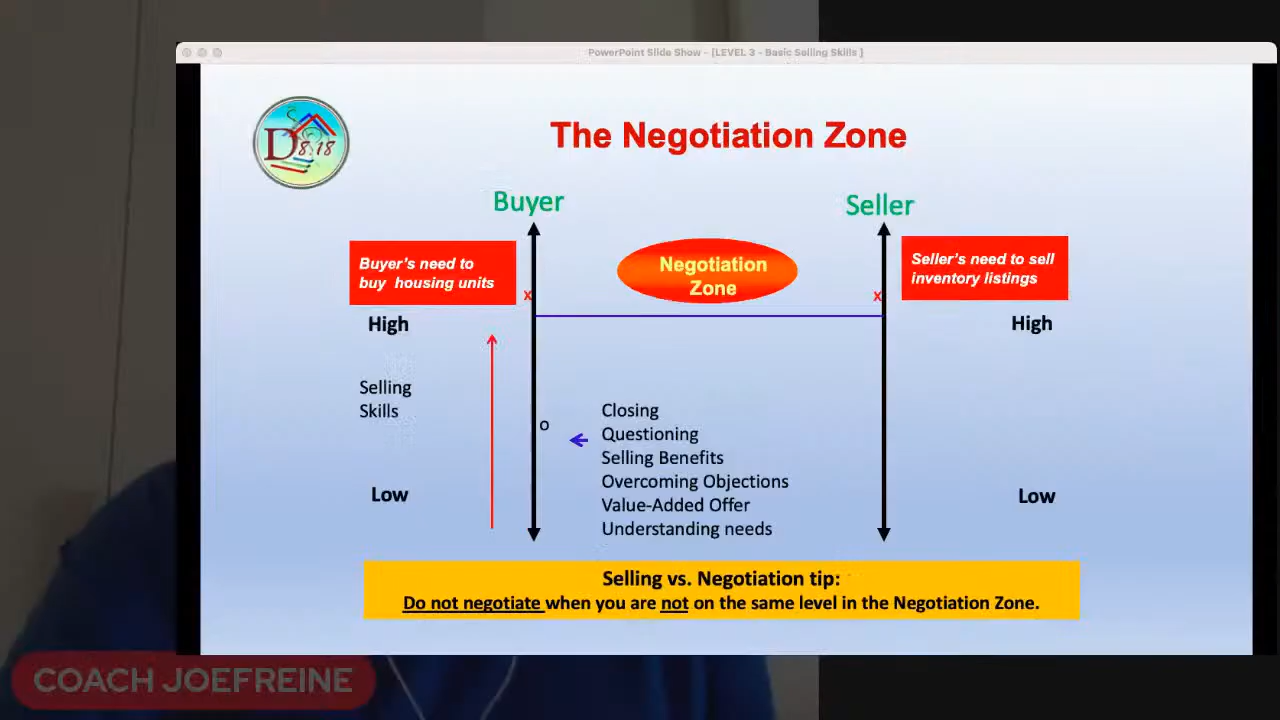 PowerPoint Slide Show - [LEVEL 3 - Basic Selling Skills ]
D8:18
The Negotiation Zone
Buyer
Seller
Buyer's need to
buy housing units
Negotiation
Zone
Seller's need to sell
inventory listings
x
x
High
High
Selling
Skills
o
Closing
Questioning
Selling Benefits
Overcoming Objections
Value-Added Offer
Understanding needs
Low
Low
Selling vs. Negotiation tip:
Do not negotiate when you are not on the same level in the Negotiation Zone.
COACH JOEFREINE